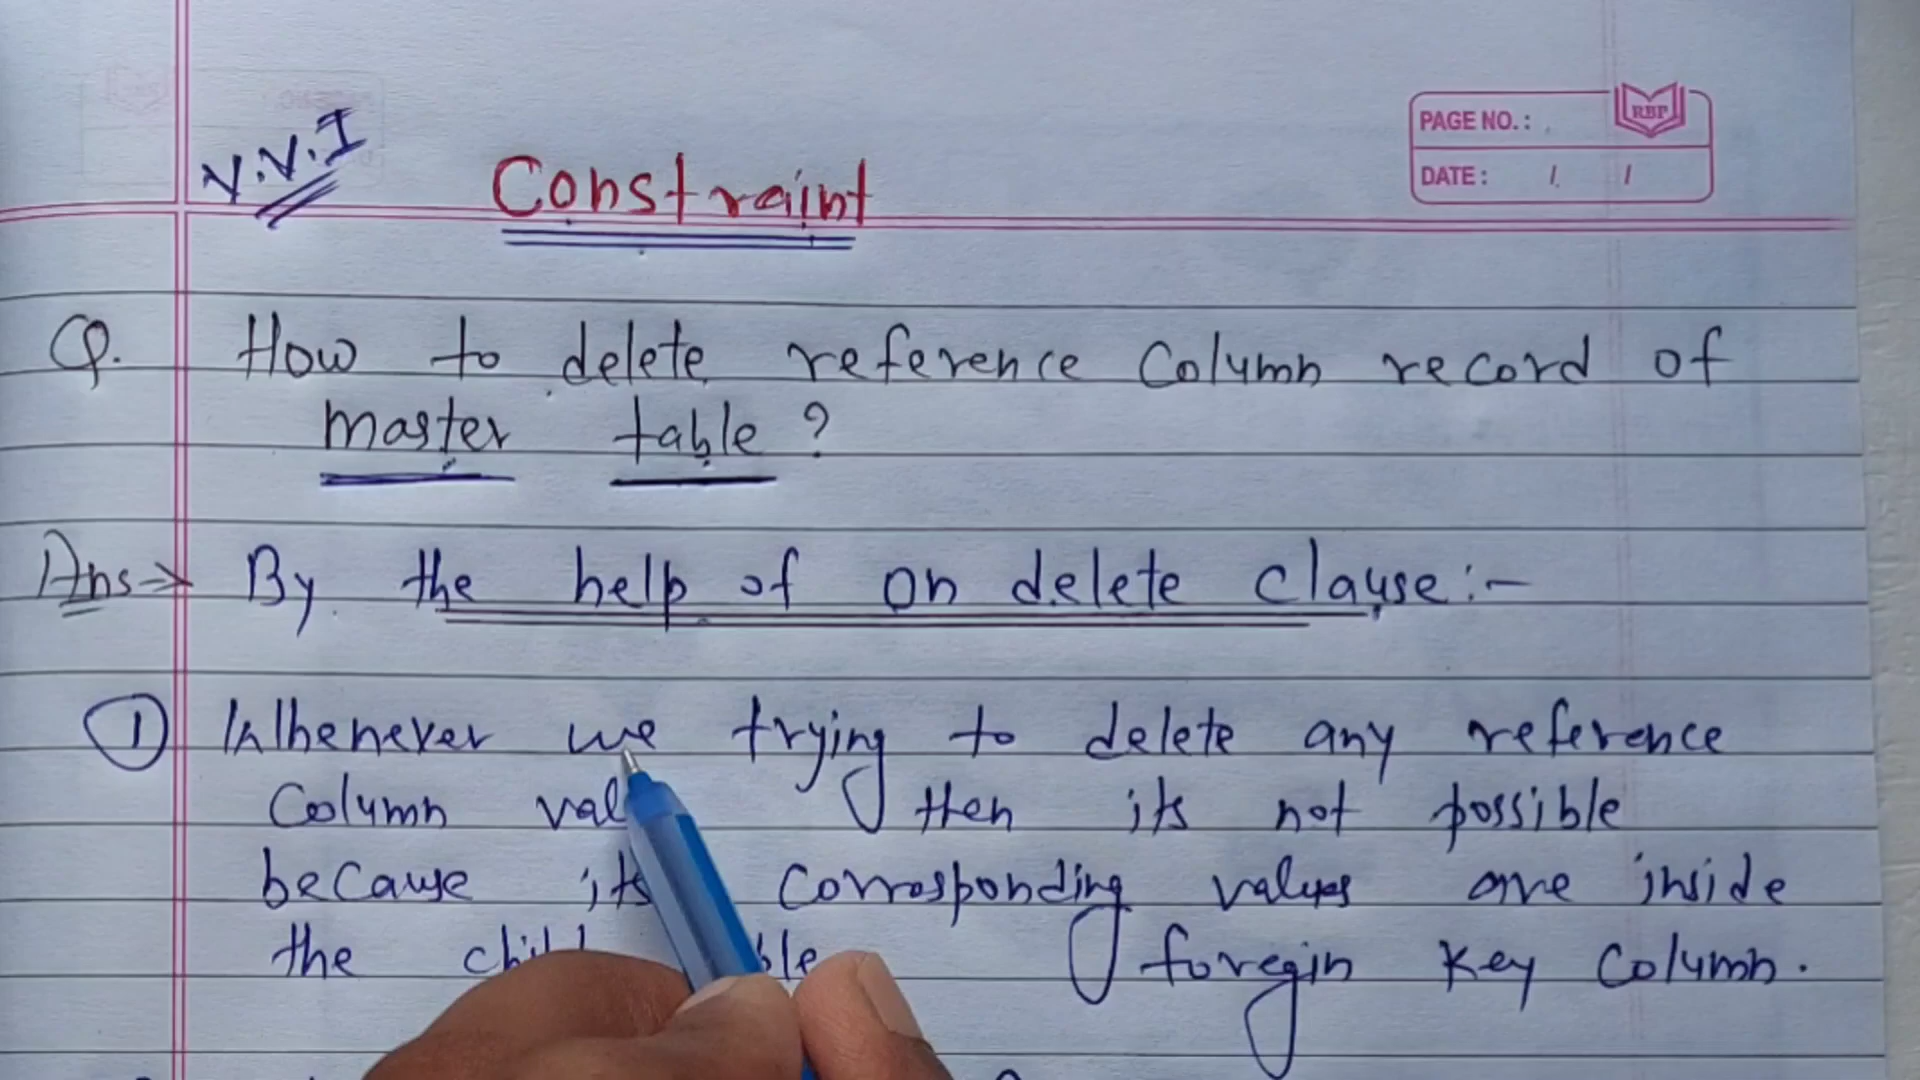 V.V.I
Constraint
PAGE NO.:
RBP
DATE: / /
Q. How to delete reference Column record of
master table ?
Ans By the help of on delete clause:-
1 Whenever we trying to delete any reference
Column then its not possible
because its corresponding values are inside
the foregin key column.